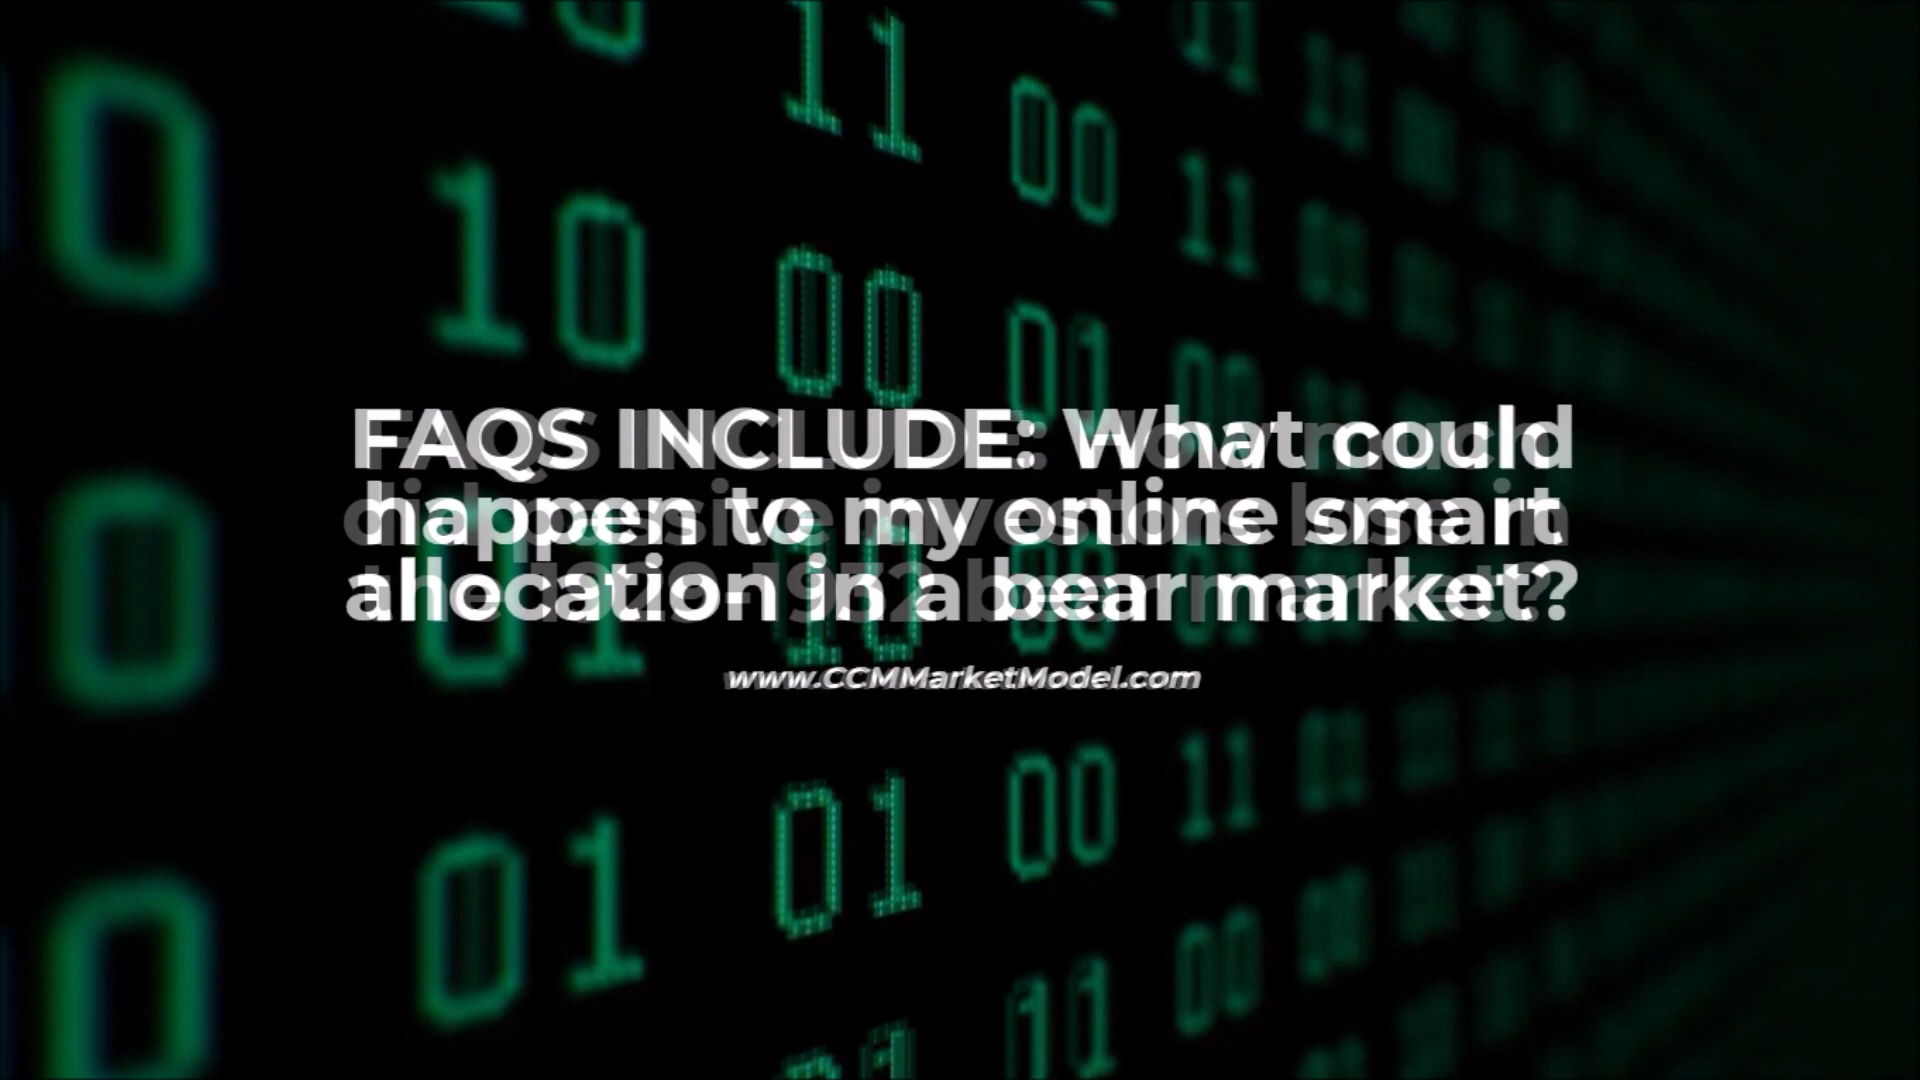 FAQS INCLUDE: What could
happen to my online smart
allocation in a bear market?
www.CCMMarketModel.com